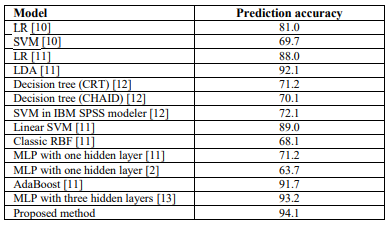 Model Prediction accuracy
LR [10] 81.0
SVM [10] 69.7
LR [11] 88.0
LDA [11] 92.1
Decision tree (CRT) [12] 71.2
Decision tree (CHAID) [12] 70.1
SVM in IBM SPSS modeler [12] 72.1
Linear SVM [11] 89.0
Classic RBF [11] 68.1
MLP with one hidden layer [11] 71.2
MLP with one hidden layer [2] 63.7
AdaBoost [11] 91.7
MLP with three hidden layers [13] 93.2
Proposed method 94.1